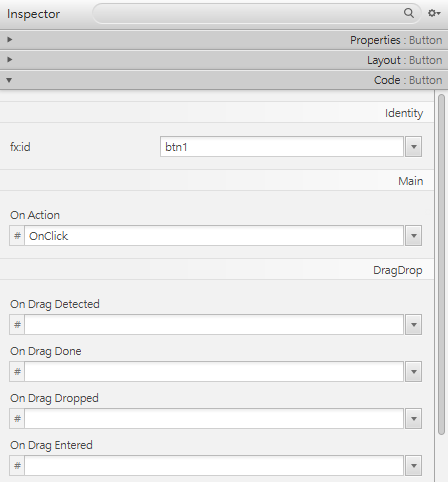 Inspector
Properties : Button
Layout : Button
Code : Button
Identity
fx:id
btn1
Main
On Action
# OnClick
DragDrop
On Drag Detected
#
On Drag Done
#
On Drag Dropped
#
On Drag Entered
#